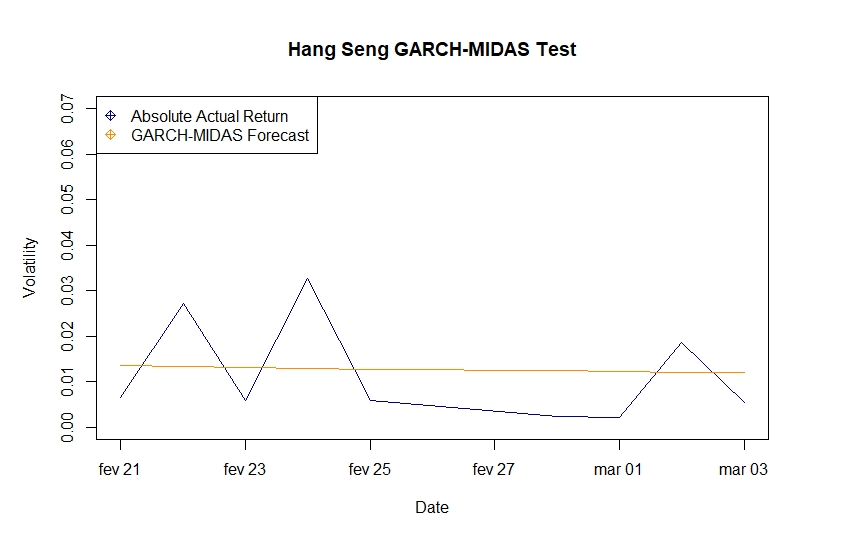 Hang Seng GARCH-MIDAS Test
Absolute Actual Return
GARCH-MIDAS Forecast
Volatility
0.07
0.06
0.05
0.04
0.03
0.02
0.01
0.00
fev 21 fev 23 fev 25 fev 27 mar 01 mar 03
Date